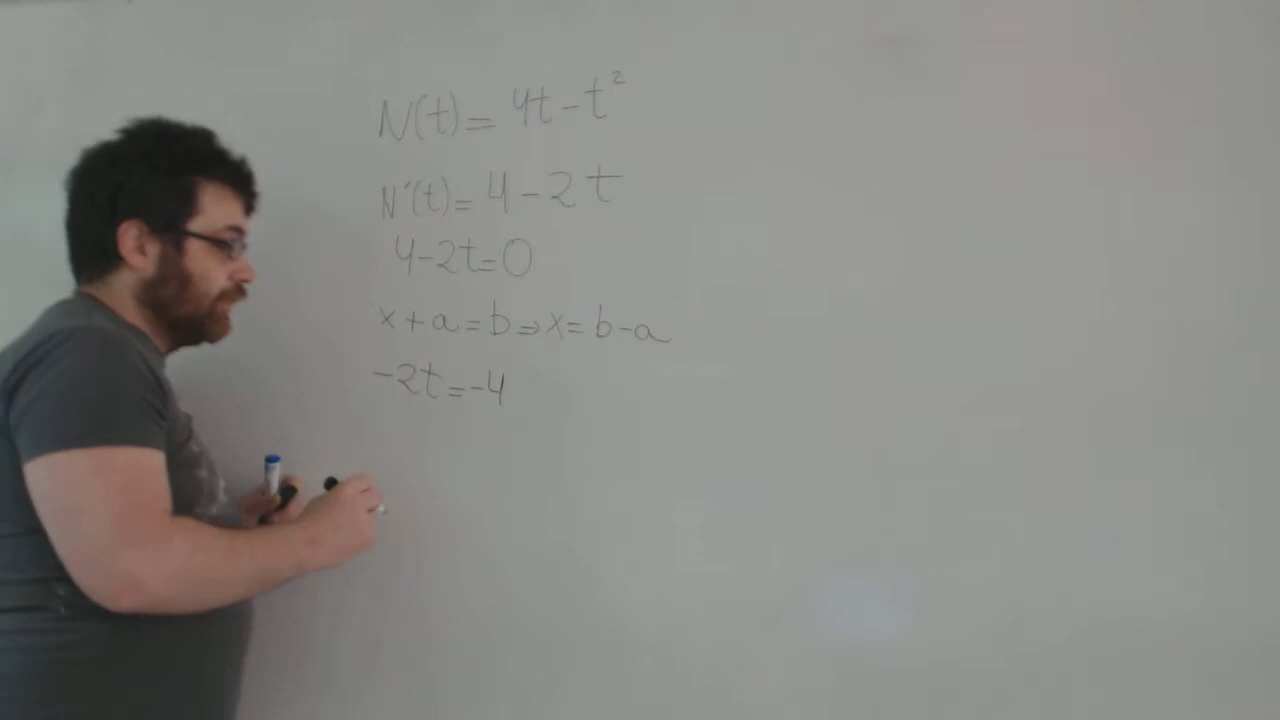 N(t) = 4t - t²
N'(t) = 4 - 2t
4 - 2t = 0
x + a = b ⇒ x = b - a
-2t = -4